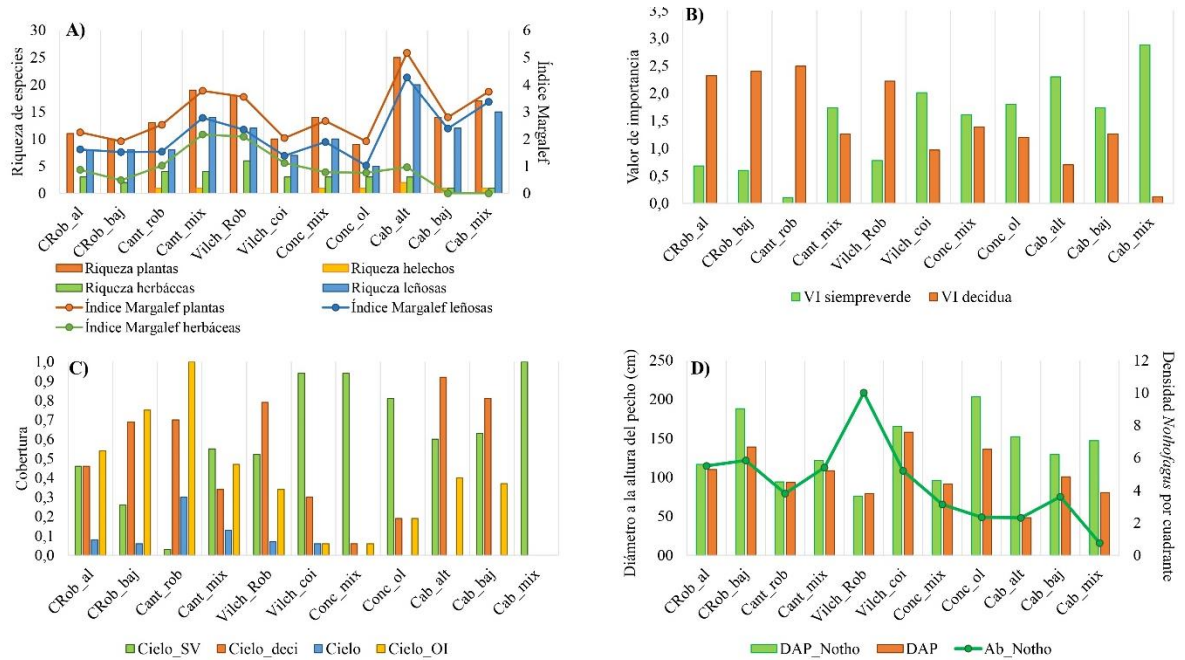 A)
Riqueza de especies
30
25
20
15
10
5
0
6
5
4
3
2
1
0
Índice Margalef
CRob_al
CRob_baj
Cant_rob
Cant_mix
Vilch_Rob
Vilch_coi
Conc_mix
Conc_ol
Cab_alt
Cab_baj
Cab_mix
Riqueza plantas
Riqueza helechos
Riqueza herbáceas
Riqueza leñosas
Índice Margalef plantas
Índice Margalef leñosas
Índice Margalef herbáceas
B)
Valor de importancia
3,5
3,0
2,5
2,0
1,5
1,0
0,5
0,0
CRob_al
CRob_baj
Cant_rob
Cant_mix
Vilch_Rob
Vilch_coi
Conc_mix
Conc_ol
Cab_alt
Cab_baj
Cab_mix
VI siempreverde
VI decidua
C)
Cobertura
1,0
0,9
0,8
0,7
0,6
0,5
0,4
0,3
0,2
0,1
0,0
CRob_al
CRob_baj
Cant_rob
Cant_mix
Vilch_Rob
Vilch_coi
Conc_mix
Conc_ol
Cab_alt
Cab_baj
Cab_mix
Cielo_SV
Cielo_deci
Cielo
Cielo_OI
D)
Diámetro a la altura del pecho (cm)
250
200
150
100
50
00
12
10
8
6
4
2
0
Densidad Nothofagus por cuadrante
CRob_al
CRob_baj
Cant_rob
Cant_mix
Vilch_Rob
Vilch_coi
Conc_mix
Conc_ol
Cab_alt
Cab_baj
Cab_mix
DAP_Notho
DAP
Ab_Notho